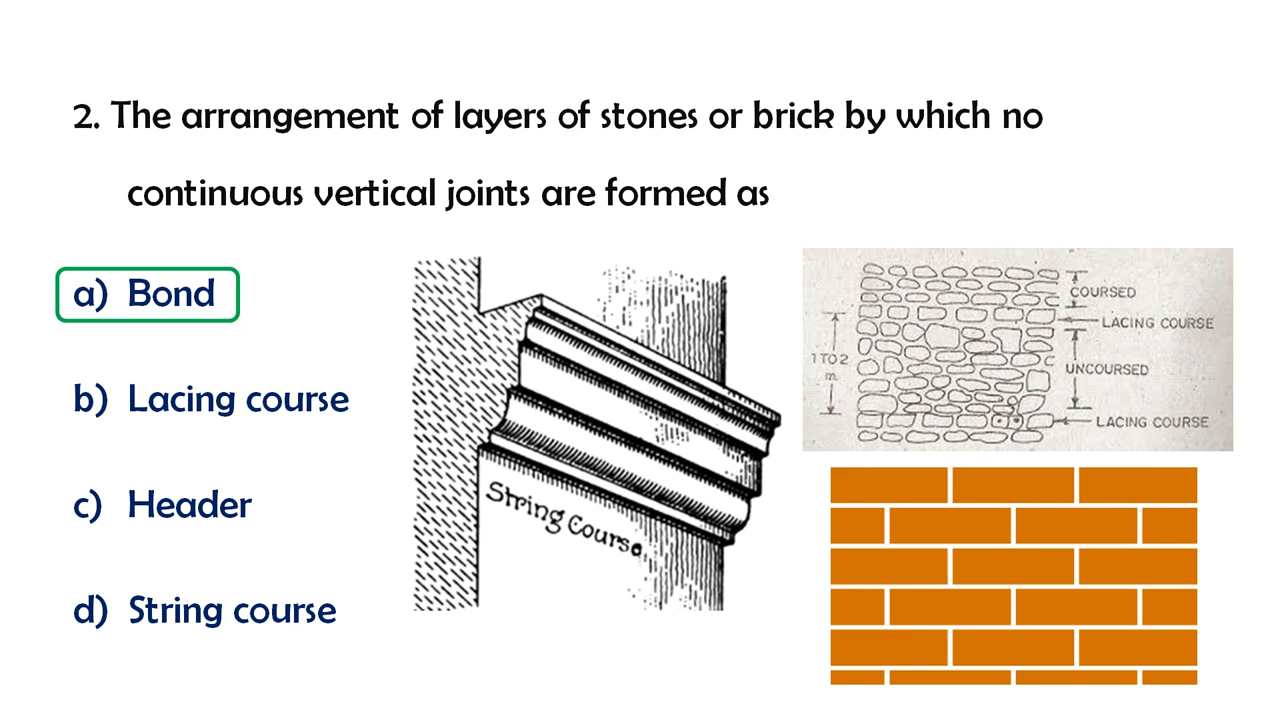 2. The arrangement of layers of stones or brick by which no
continuous vertical joints are formed as
a) Bond
b) Lacing course
c) Header
d) String course
String Course
COURSED
LACING COURSE
1 TO 2
m.
UNCOURSED
LACING COURSE